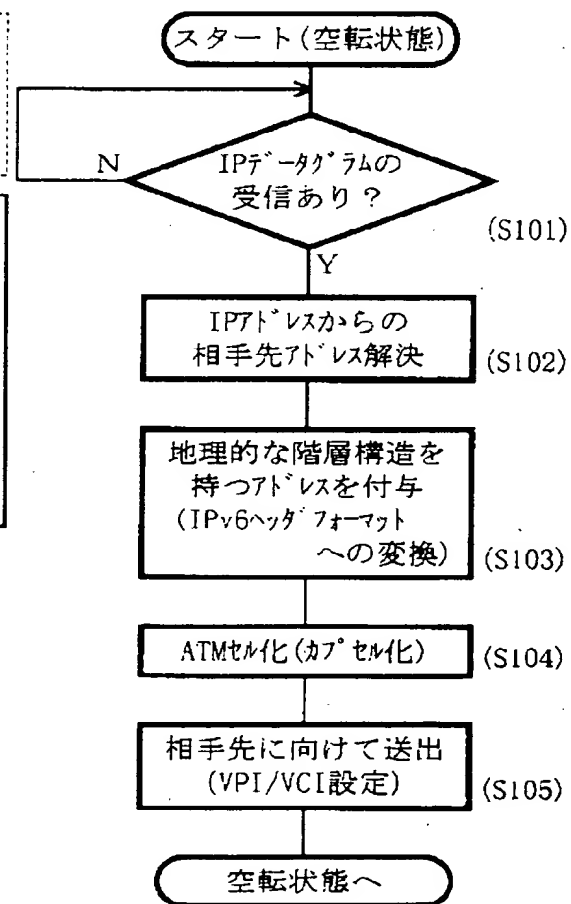 スタート(空転状態)
N
IPデータグラムの
受信あり?
(S101)
Y
IPアドレスからの
相手先アドレス解決
(S102)
地理的な階層構造を
持つアドレスを付与
(IPv6ヘッダフォーマット
への変換)
(S103)
ATMセル化(カプセル化)
(S104)
相手先に向けて送出
(VPI/VCI設定)
(S105)
空転状態へ